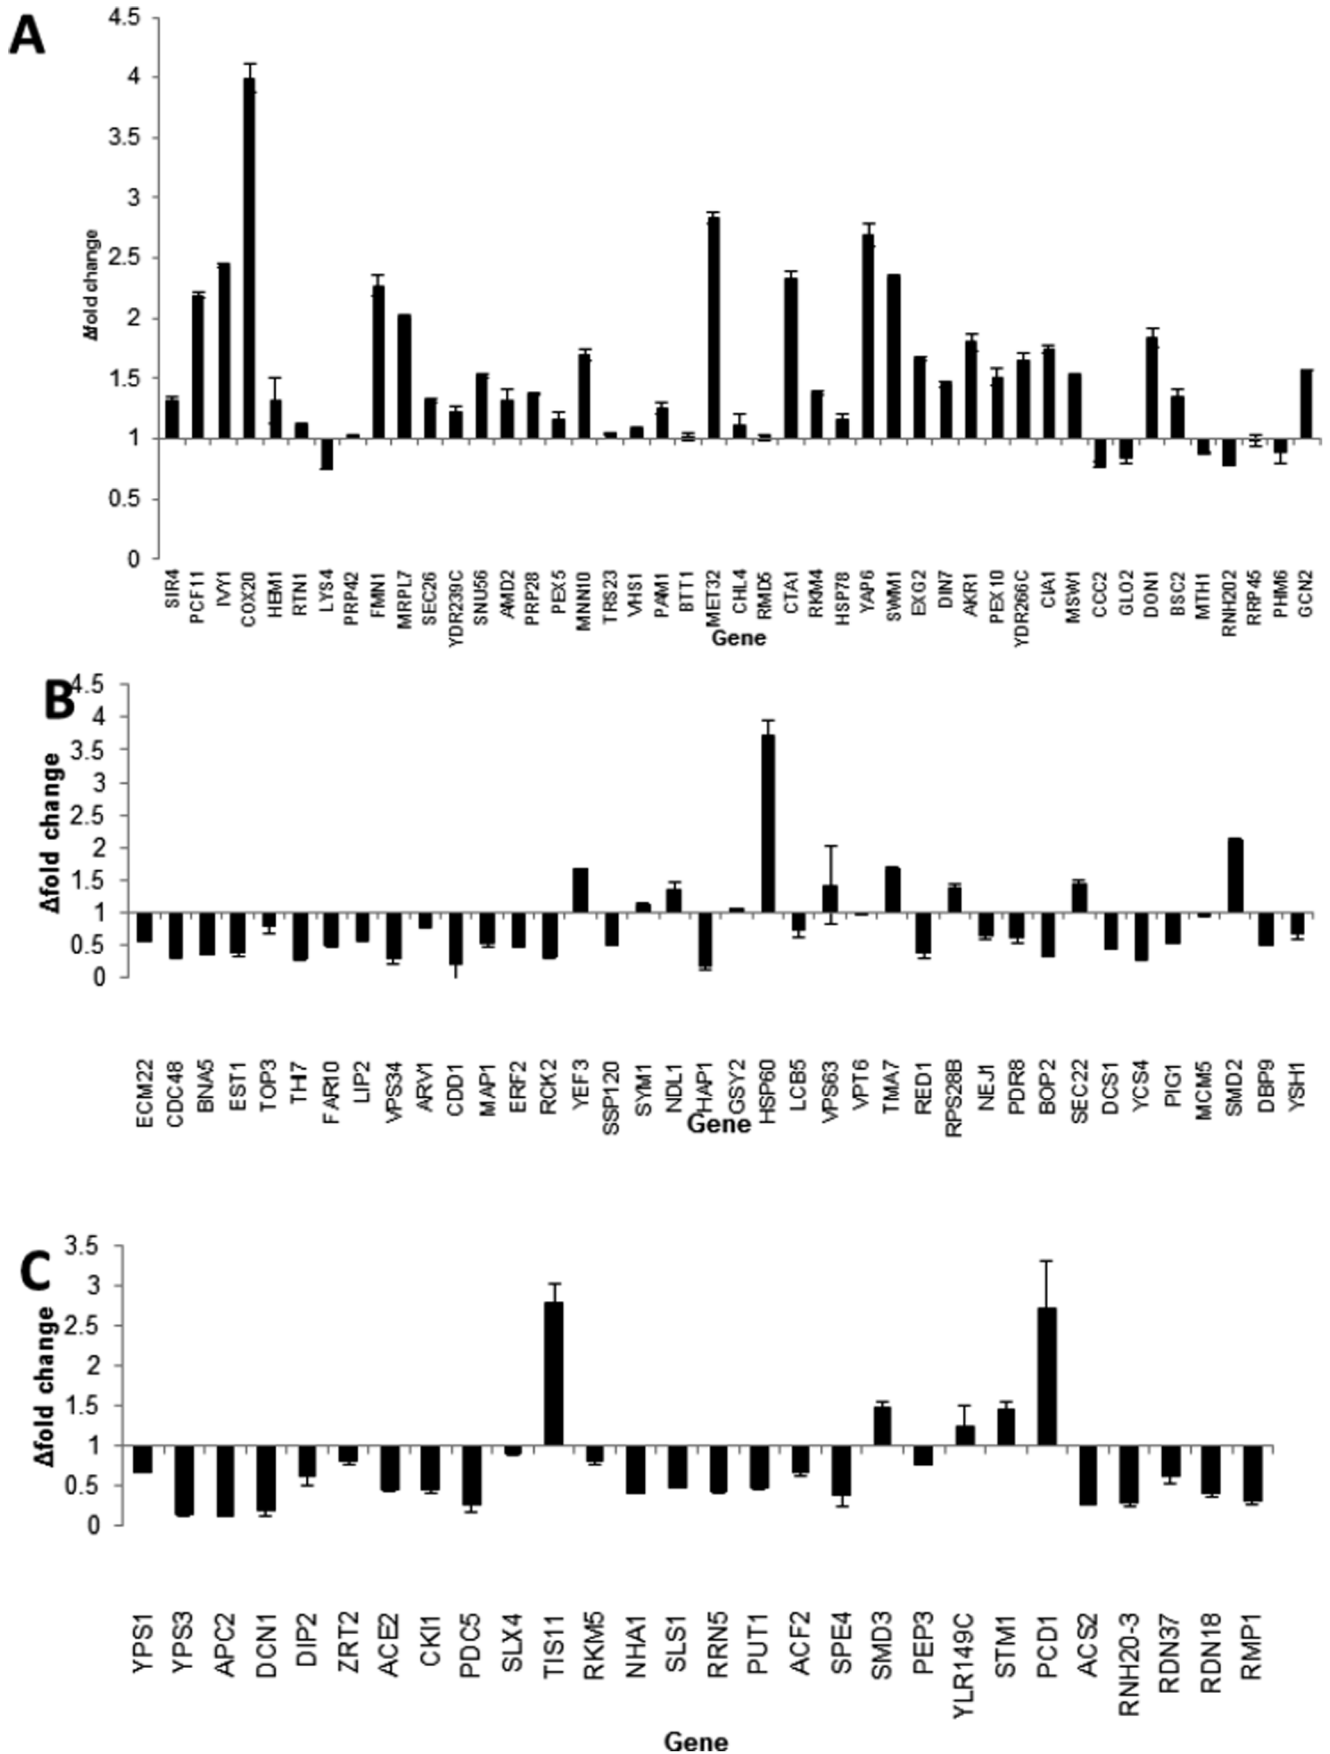 A
4.5
4
3.5
3
2.5
2
1.5
1
0.5
0
Δfold change
SIR4
PCF11
IVY1
COX20
HEM1
RTN1
LYS4
PRP42
FMN1
MRPL7
SEC26
YDR239C
SNU56
AMD2
PRP28
PEX5
MNN10
TRS23
VHS1
PAM1
BTT1
MET32
CHL4
RMD5
CTA1
RKM4
HSP78
YAP6
SWM1
EXG2
DIN7
AKR1
PEX10
YDR266C
CIA1
MSW1
CCC2
GLO2
DON1
BSC2
MTH1
RNH202
RRP45
PHM6
GCN2
Gene
B
4.5
4
3.5
3
2.5
2
1.5
1
0.5
0
Δfold change
ECM22
CDC48
BNA5
EST1
TOP3
TH7
FAR10
LIP2
VPS34
ARV1
CDD1
MAP1
ERF2
RCK2
YEF3
SSP120
SYM1
NDL1
HAP1
GSY2
HSP60
LCB5
VPS63
VPT6
TMA7
RED1
RPS28B
NEJ1
PDR8
BOP2
SEC22
DCS1
YCS4
PIG1
MCM5
SMD2
DBP9
YSH1
Gene
C
3.5
3
2.5
2
1.5
1
0.5
0
Δfold change
YPS1
YPS3
APC2
DCN1
DIP2
ZRT2
ACE2
CKI1
PDC5
SLX4
TIS11
RKM5
NHA1
SLS1
RRN5
PUT1
ACF2
SPE4
SMD3
PEP3
YLR149C
STM1
PCD1
ACS2
RNH20-3
RDN37
RDN18
RMP1
Gene